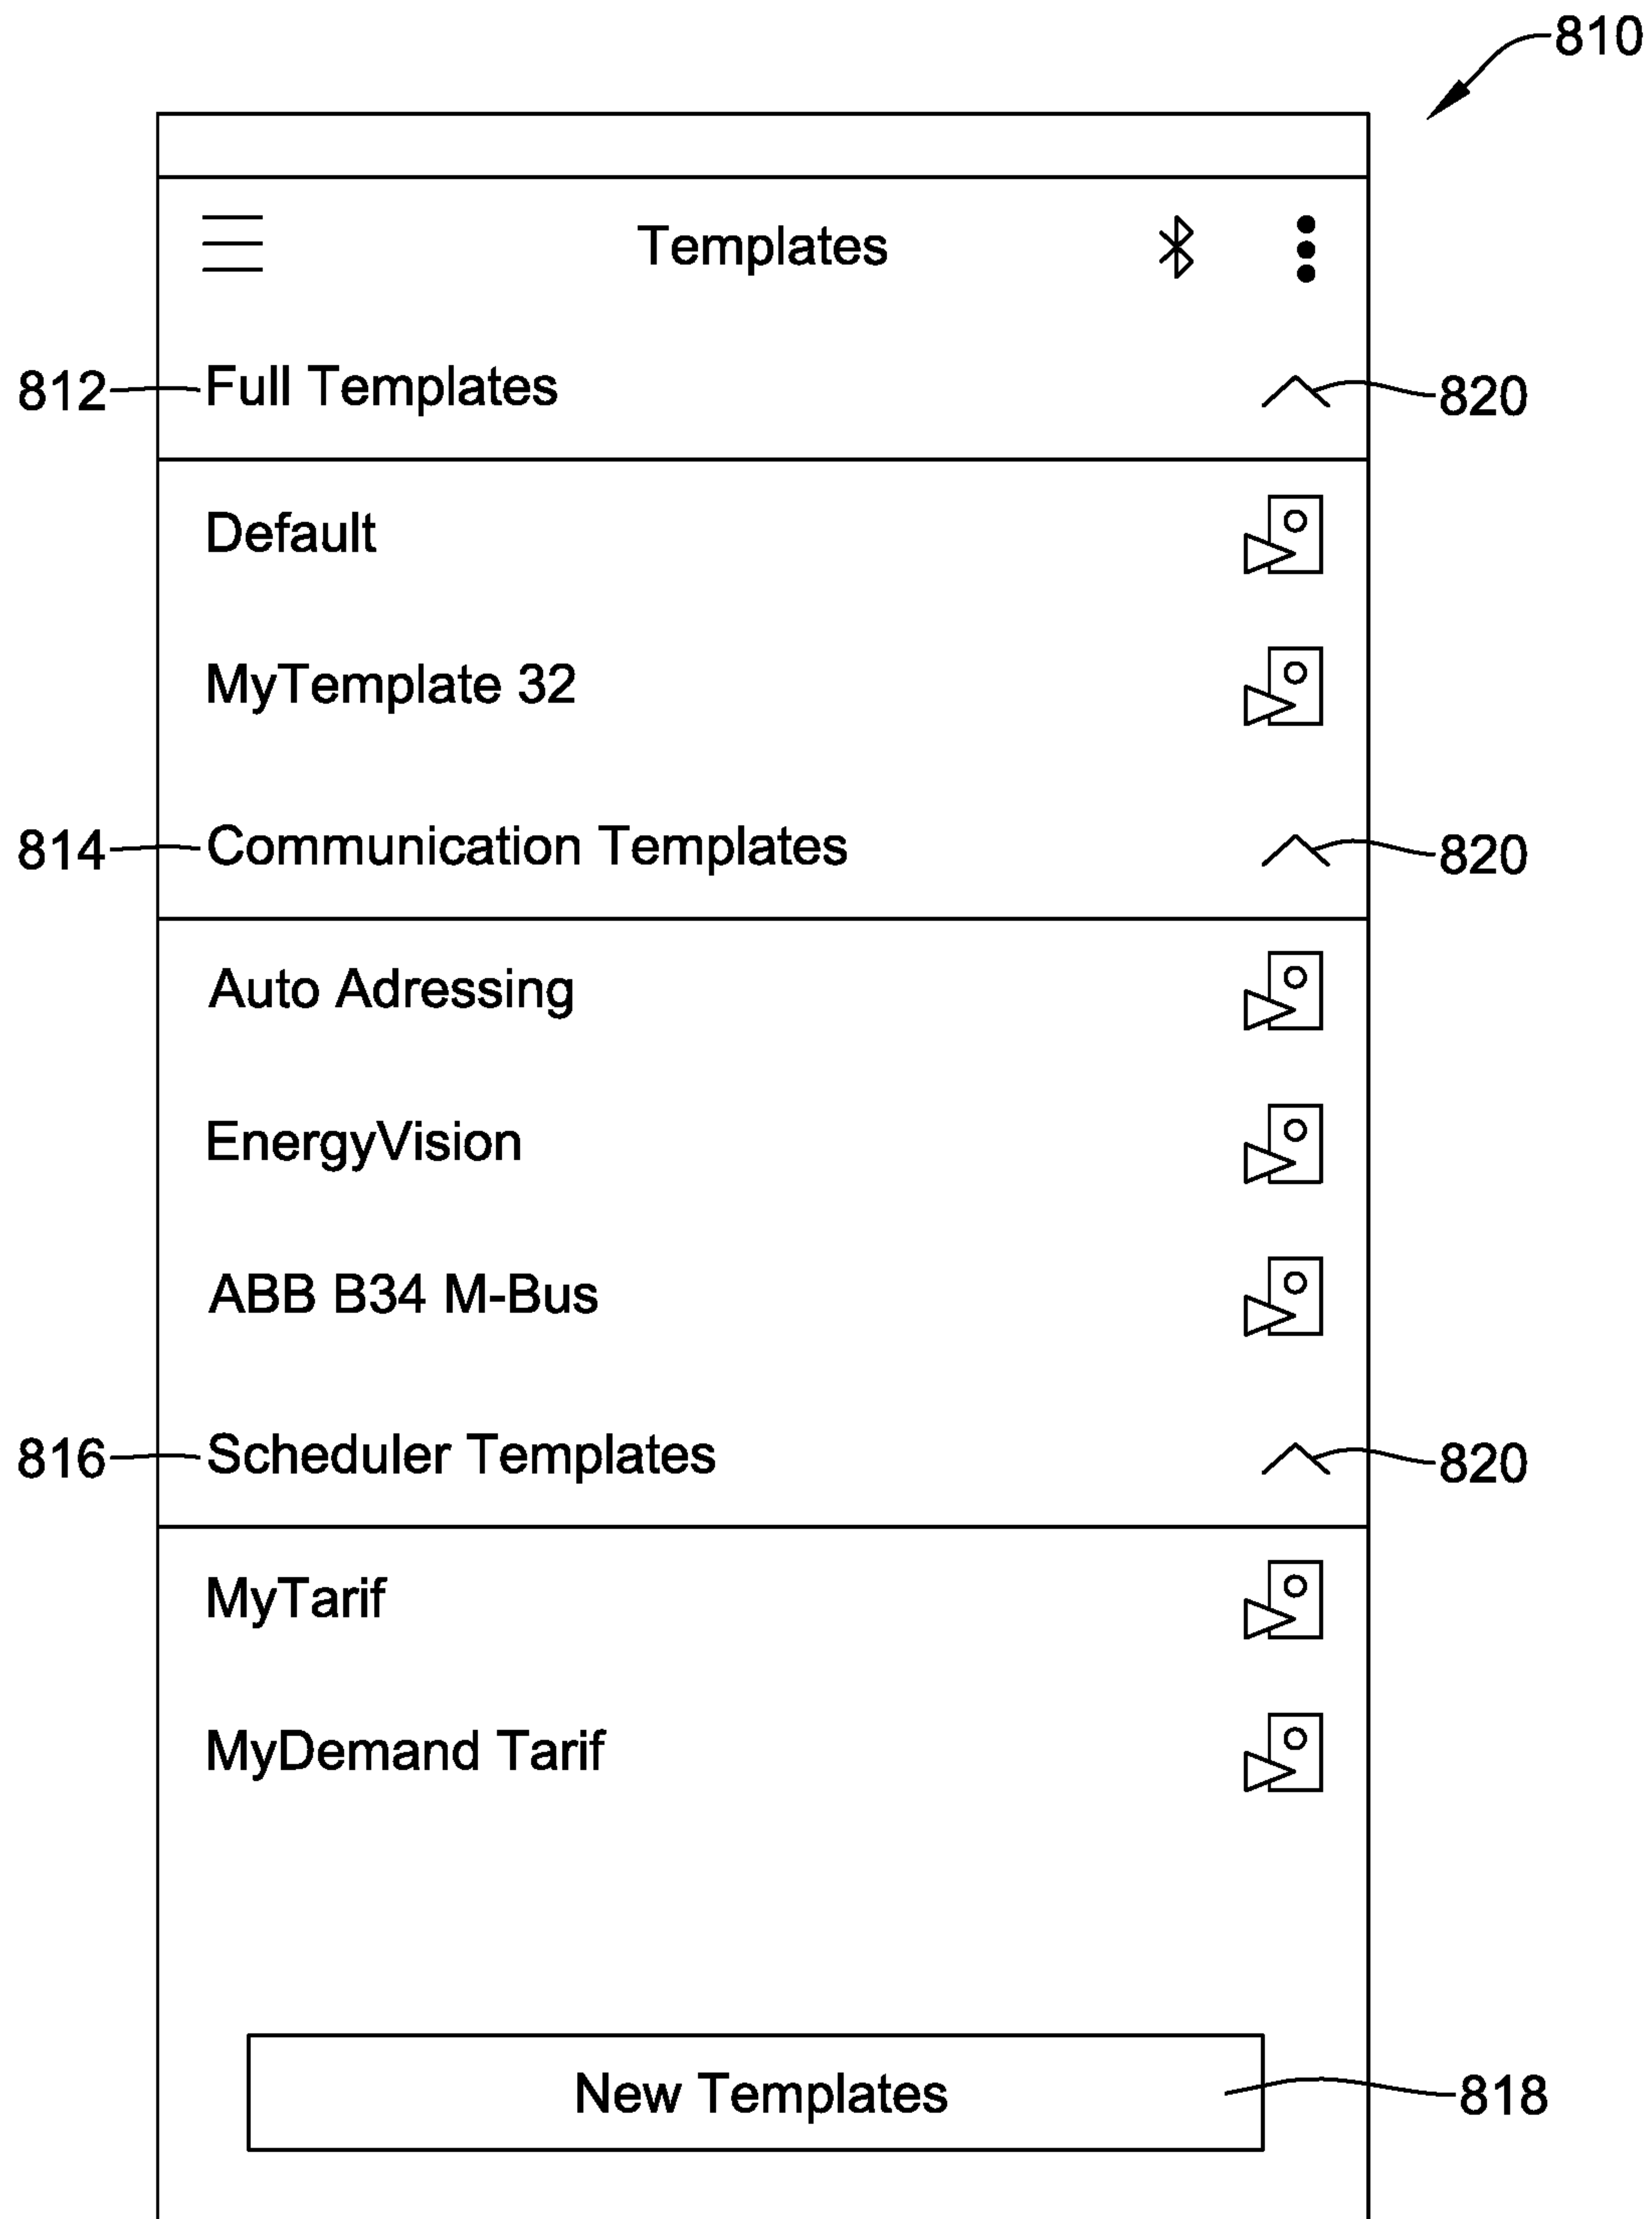 810
Templates
812 Full Templates 820
Default
MyTemplate 32
814 Communication Templates 820
Auto Adressing
EnergyVision
ABB B34 M-Bus
816 Scheduler Templates 820
MyTarif
MyDemand Tarif
New Templates 818